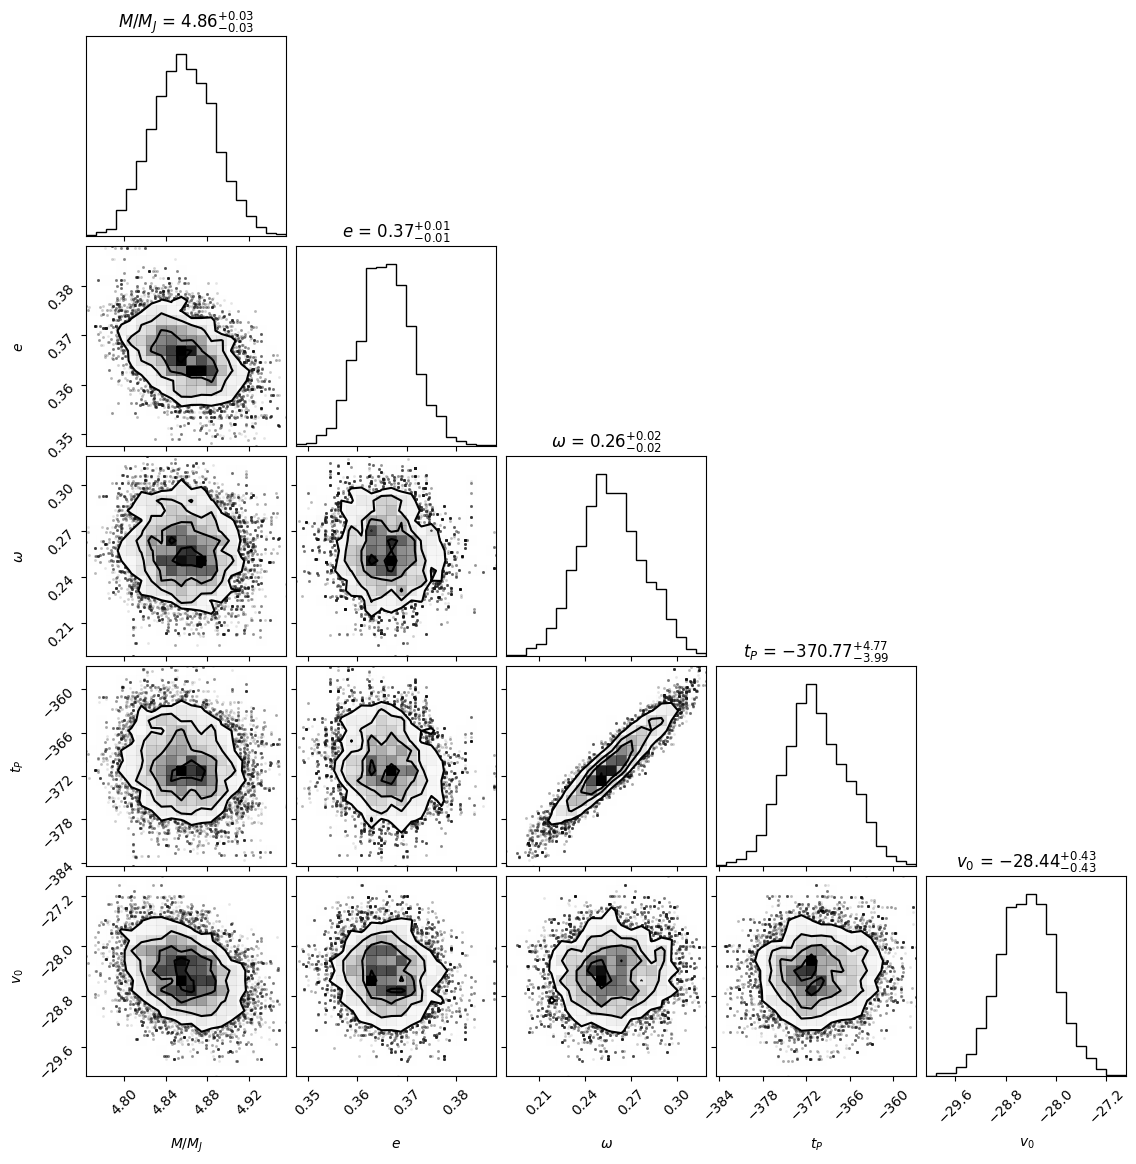 M/M_J = 4.86^{+0.03}_{−0.03}
e = 0.37^{+0.01}_{−0.01}
0.38
0.37
0.36
0.35
e
ω = 0.26^{+0.02}_{−0.02}
0.30
0.27
0.24
0.21
ω
t_P = −370.77^{+4.77}_{−3.99}
−360
−366
−372
−378
−384
t_P
v_0 = −28.44^{+0.43}_{−0.43}
−27.2
−28.0
−28.8
−29.6
v_0
4.80 4.84 4.88 4.92 0.35 0.36 0.37 0.38 0.21 0.24 0.27 0.30 −384 −378 −372 −366 −360 −29.6 −28.8 −28.0 −27.2
M/M_J e ω t_P v_0